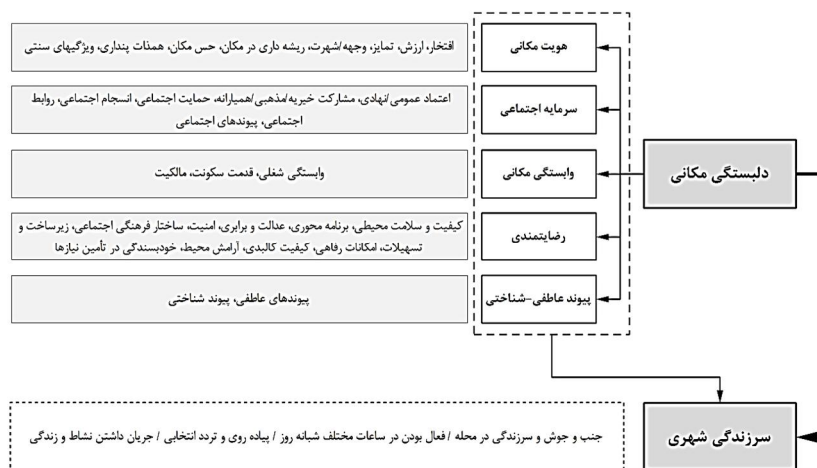 هویت مکانی
افتخار، ارزش، تمایز، وجهه/شهرت، ریشه داری در مکان، حس مکان، همذات پنداری، ویژگیهای سنتی
سرمایه اجتماعی
اعتماد عمومی/نهادی، مشارکت خیریه/مذهبی/همیارانه، حمایت اجتماعی، انسجام اجتماعی، روابط
اجتماعی، پیوندهای اجتماعی
دلبستگی مکانی
وابستگی مکانی
وابستگی شغلی، قدمت سکونت، مالکیت
رضایتمندی
کیفیت و سلامت محیطی، برنامه محوری، عدالت و برابری، امنیت، ساختار فرهنگی اجتماعی، زیرساخت و
تسهیلات، امکانات رفاهی، کیفیت کالبدی، آرامش محیط، خودبسندگی در تأمین نیازها
پیوند عاطفی-شناختی
پیوندهای عاطفی، پیوند شناختی
سرزندگی شهری
جنب و جوش و سرزندگی در محله / فعال بودن در ساعات مختلف شبانه روز / پیاده روی و تردد انتخابی / جریان داشتن نشاط و زندگی